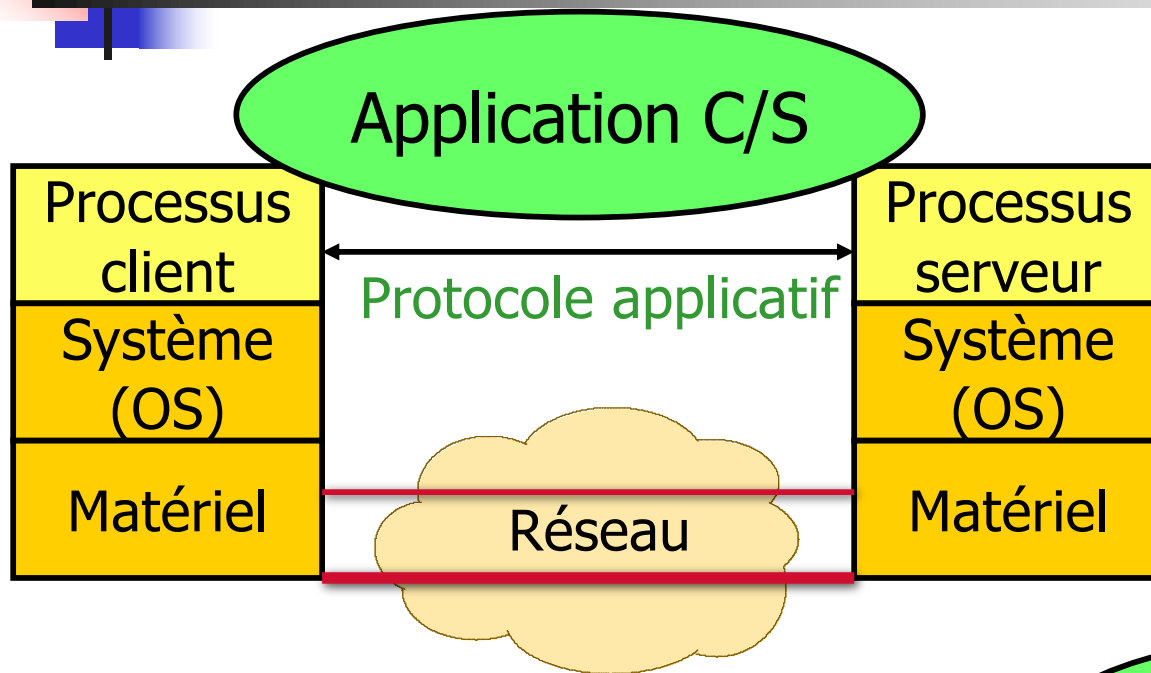 Application C/S
Processus
client
Processus
serveur
Protocole applicatif
Système
(OS)
Système
(OS)
Matériel
Réseau
Matériel